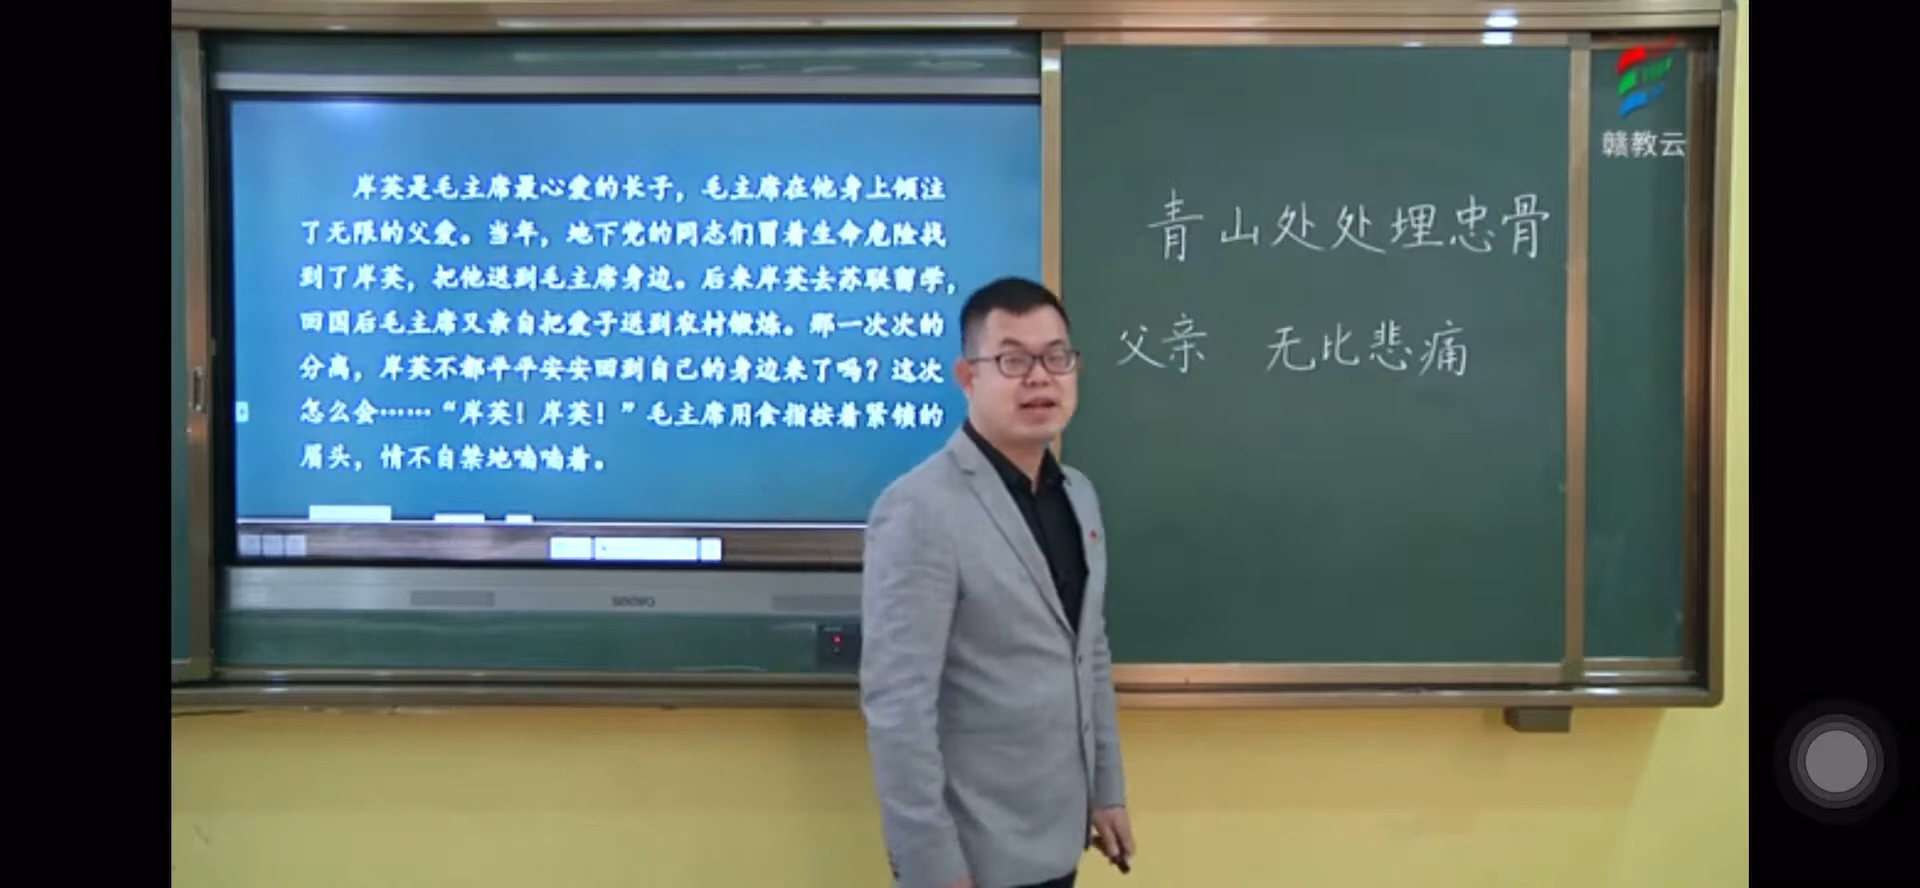 岸英是毛主席最心爱的长子，毛主席在他身上倾注
了无限的父爱。当年，地下党的同志们冒着生命危险找
到了岸英，把他送到毛主席身边。后来岸英去苏联留学，
回国后毛主席又亲自把爱子送到农村锻炼。那一次次的
分离，岸英不都平平安安回到自己的身边来了吗？这次
怎么会……“岸英！岸英！”毛主席用食指按着紧锁的
眉头，情不自禁地喃喃着。
seewo
青山处处埋忠骨
父亲 无比悲痛
赣教云